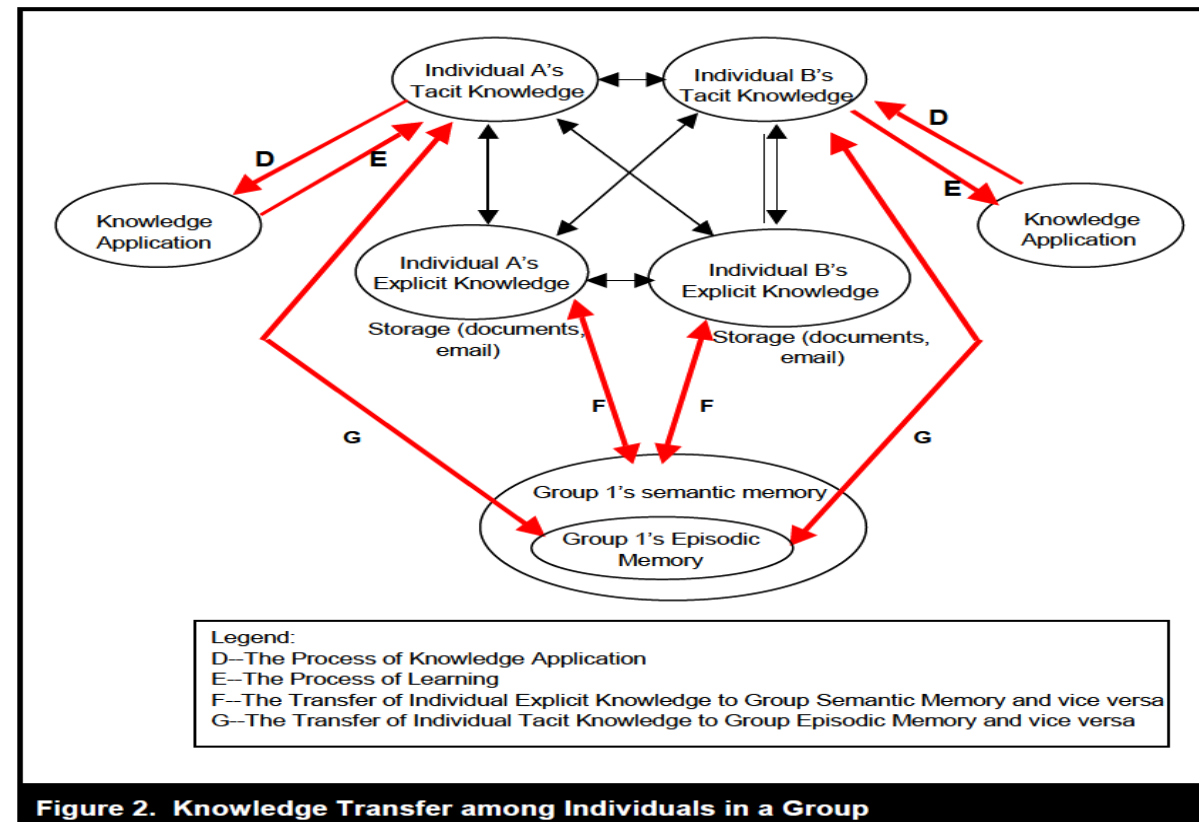 Individual A's
Tacit Knowledge
Individual B's
Tacit Knowledge
D
E
D
E
Knowledge
Application
Knowledge
Application
Individual A's
Explicit Knowledge
Individual B's
Explicit Knowledge
Storage (documents,
email)
Storage (documents,
email)
F
F
G
G
Group 1's semantic memory
Group 1's Episodic
Memory
Legend:
D--The Process of Knowledge Application
E--The Process of Learning
F--The Transfer of Individual Explicit Knowledge to Group Semantic Memory and vice versa
G--The Transfer of Individual Tacit Knowledge to Group Episodic Memory and vice versa
Figure 2. Knowledge Transfer among Individuals in a Group